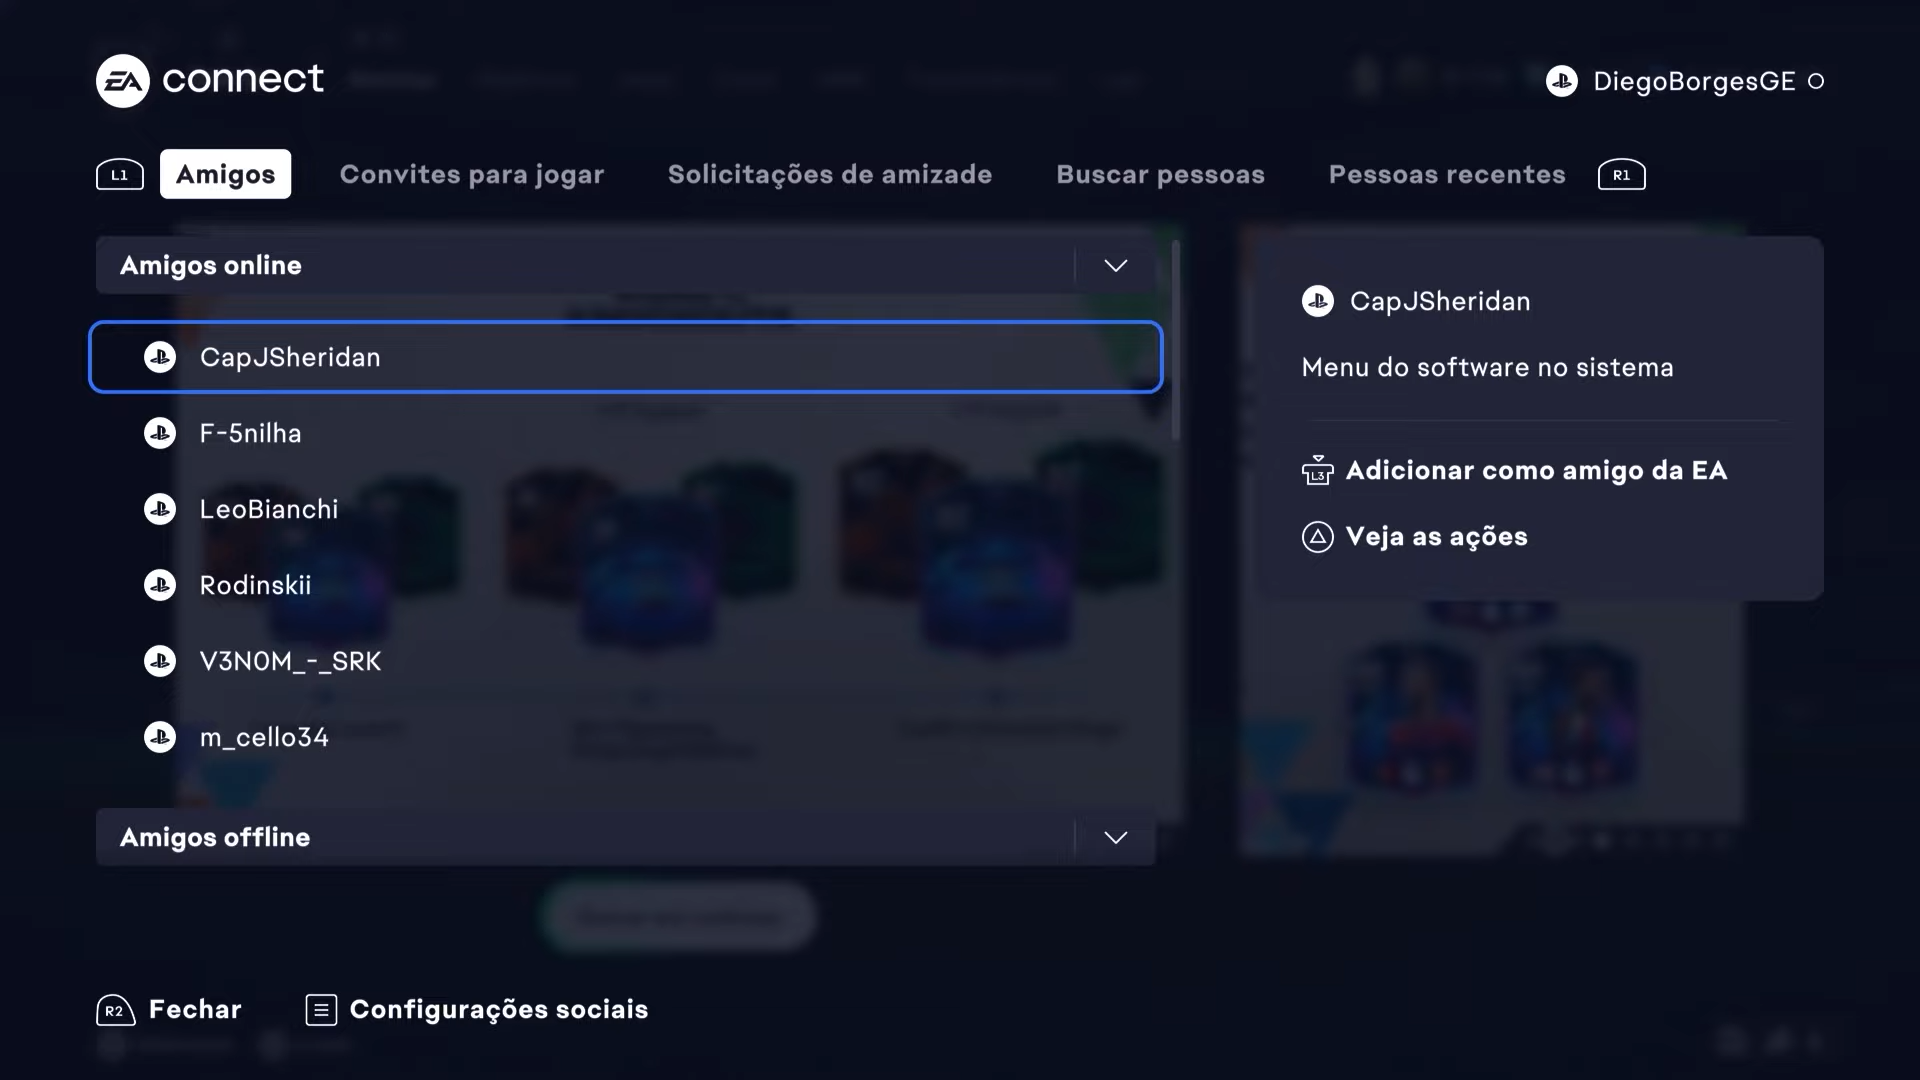 EA connect
DiegoBorgesGE
L1 Amigos Convites para jogar Solicitações de amizade Buscar pessoas Pessoas recentes R1
Amigos online
CapJSheridan
F-5nilha
LeoBianchi
Rodinskii
V3N0M_-_SRK
m_cello34
Amigos offline
CapJSheridan
Menu do software no sistema
L3 Adicionar como amigo da EA
Veja as ações
R2 Fechar
Configurações sociais